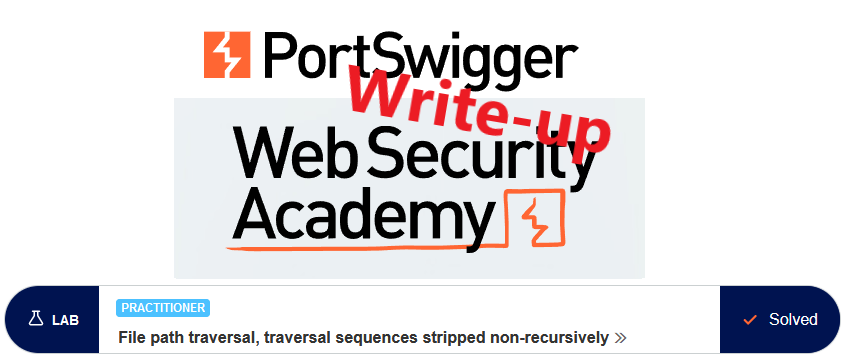 PortSwigger
Write-up
Web Security
Academy
LAB
PRACTITIONER
File path traversal, traversal sequences stripped non-recursively
Solved